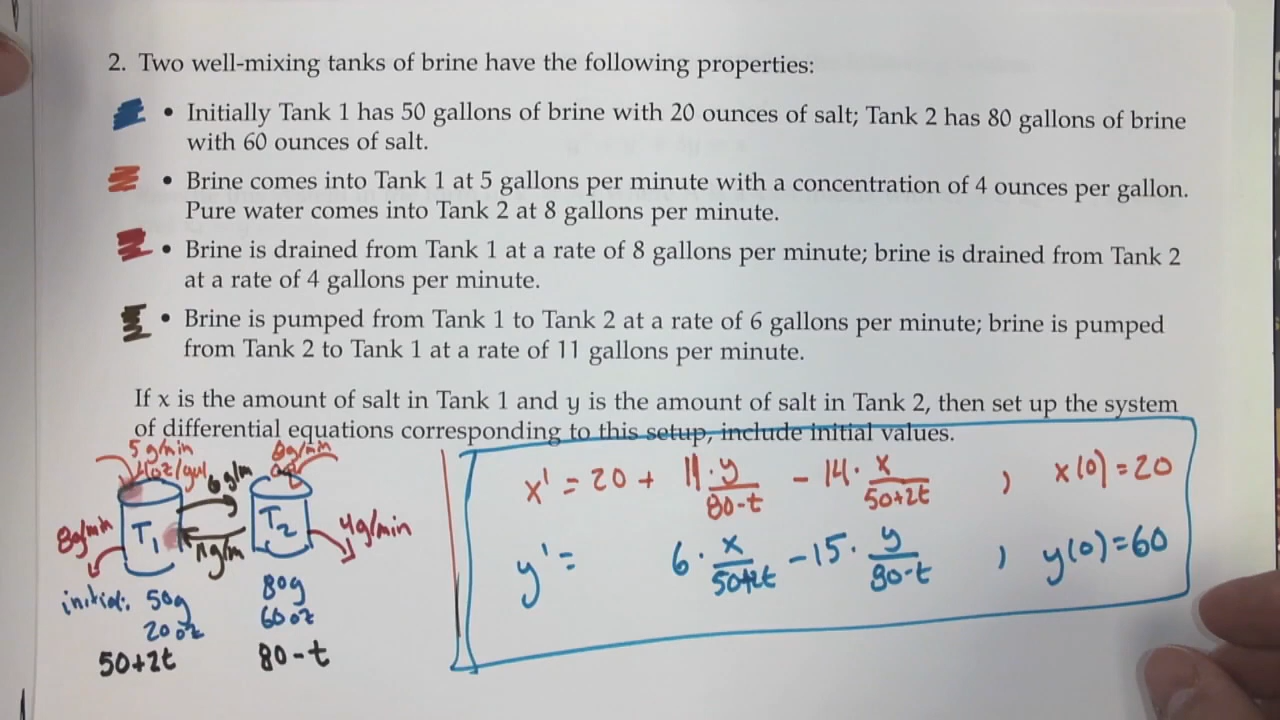 2. Two well-mixing tanks of brine have the following properties:
• Initially Tank 1 has 50 gallons of brine with 20 ounces of salt; Tank 2 has 80 gallons of brine
with 60 ounces of salt.
• Brine comes into Tank 1 at 5 gallons per minute with a concentration of 4 ounces per gallon.
Pure water comes into Tank 2 at 8 gallons per minute.
• Brine is drained from Tank 1 at a rate of 8 gallons per minute; brine is drained from Tank 2
at a rate of 4 gallons per minute.
• Brine is pumped from Tank 1 to Tank 2 at a rate of 6 gallons per minute; brine is pumped
from Tank 2 to Tank 1 at a rate of 11 gallons per minute.
If x is the amount of salt in Tank 1 and y is the amount of salt in Tank 2, then set up the system
of differential equations corresponding to this setup, include initial values.
5g/min
4oz/gal
6g/m
8g/min
8g/min
T1
T2
11g/m
4g/min
initial: 50g
20oz
50+2t
80g
60oz
80-t
x' = 20 + 11·y/(80-t) - 14·x/(50+2t) , x(0)=20
y' = 6·x/(50+2t) - 15·y/(80-t) , y(0)=60